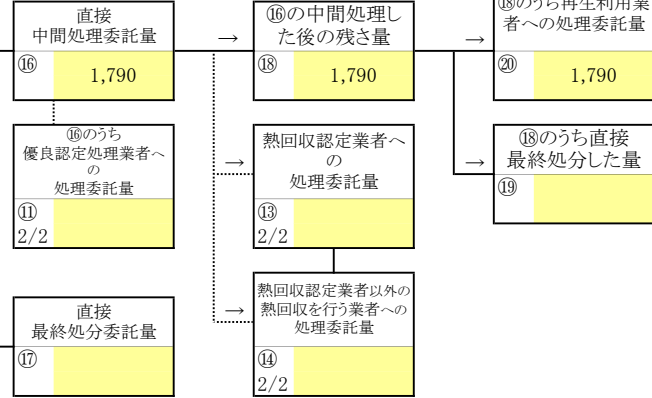 直接
中間処理委託量
⑯
1,790
→
⑯の中間処理し
た後の残さ量
⑱
1,790
→
⑱のうち再生利用業
者への処理委託量
⑳
1,790
⑯のうち
優良認定処理業者へ
の
処理委託量
⑪
2/2
→
熱回収認定業者へ
の
処理委託量
⑬
2/2
→
⑱のうち直接
最終処分した量
⑲
直接
最終処分委託量
⑰
→
熱回収認定業者以外の
熱回収を行う業者への
処理委託量
⑭
2/2